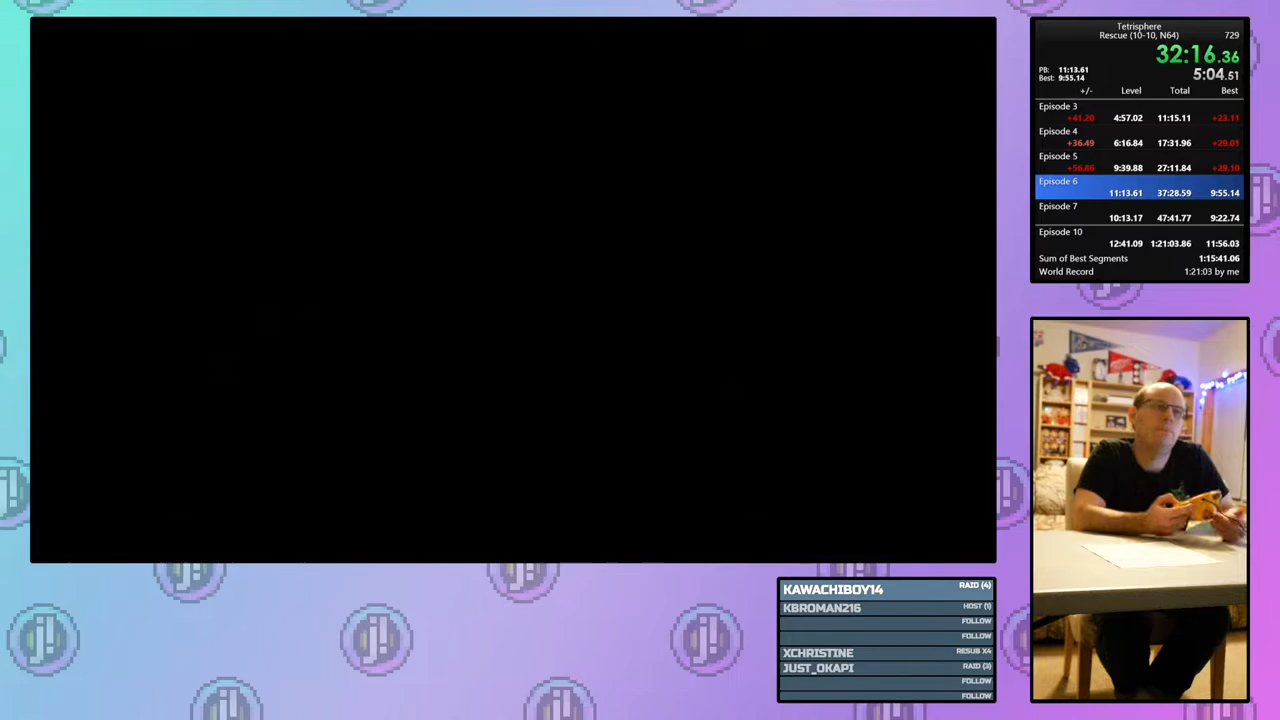 Tetrisphere
Rescue (10-10, N64) 729
32:16.36
PB: 11:13.61
Best: 9:55.14
5:04.51
+/- Level Total Best
Episode 3
+41.20 4:57.02 11:15.11 +23.11
Episode 4
+36.49 6:16.84 17:31.96 +29.01
Episode 5
+56.86 9:39.88 27:11.84 +29.10
Episode 6
11:13.61 37:28.59 9:55.14
Episode 7
10:13.17 47:41.77 9:22.74
Episode 10
12:41.09 1:21:03.86 11:56.03
Sum of Best Segments 1:15:41.06
World Record 1:21:03 by me
KAWACHIBOY14 RAID (4)
KBROMAN216 HOST (1)
FOLLOW
FOLLOW
XCHRISTINE RESUB X4
JUST_OKAPI RAID (3)
FOLLOW
FOLLOW